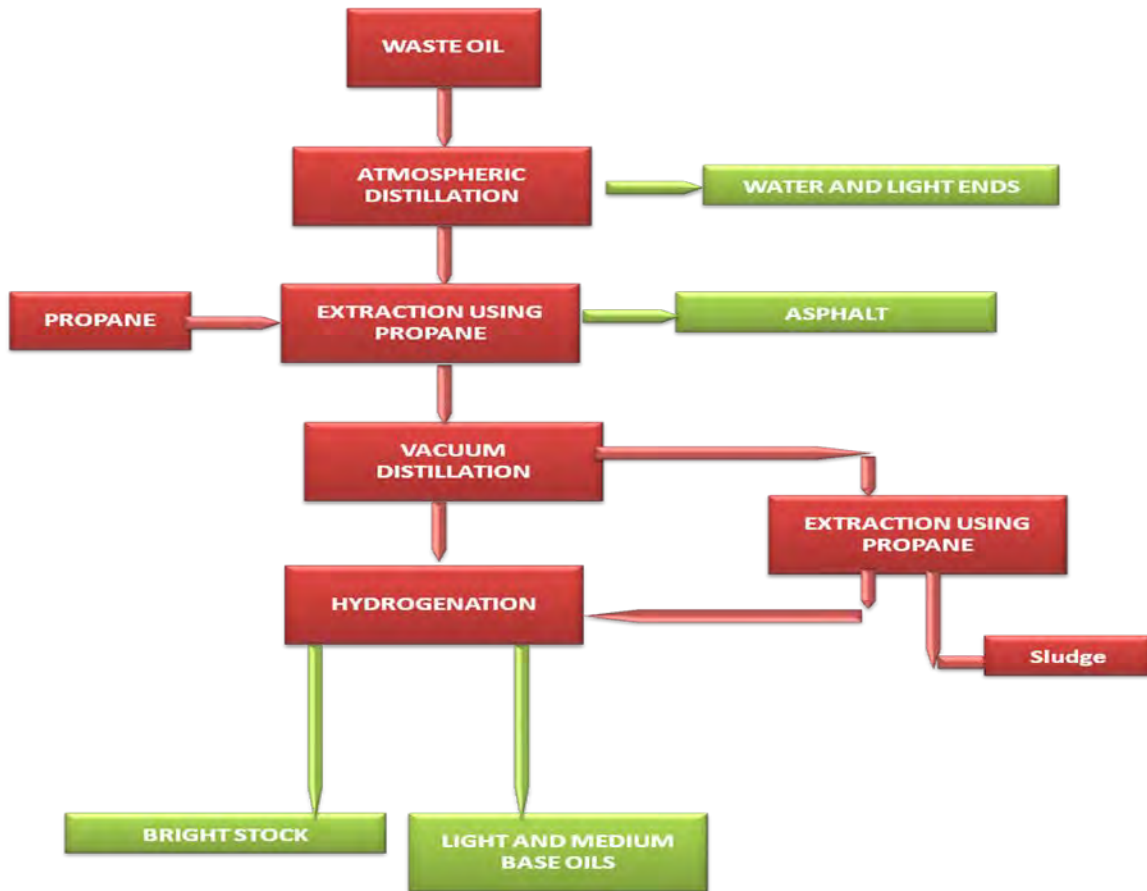 WASTE OIL
ATMOSPHERIC
DISTILLATION
WATER AND LIGHT ENDS
PROPANE
EXTRACTION USING
PROPANE
ASPHALT
VACUUM
DISTILLATION
EXTRACTION USING
PROPANE
HYDROGENATION
Sludge
BRIGHT STOCK
LIGHT AND MEDIUM
BASE OILS